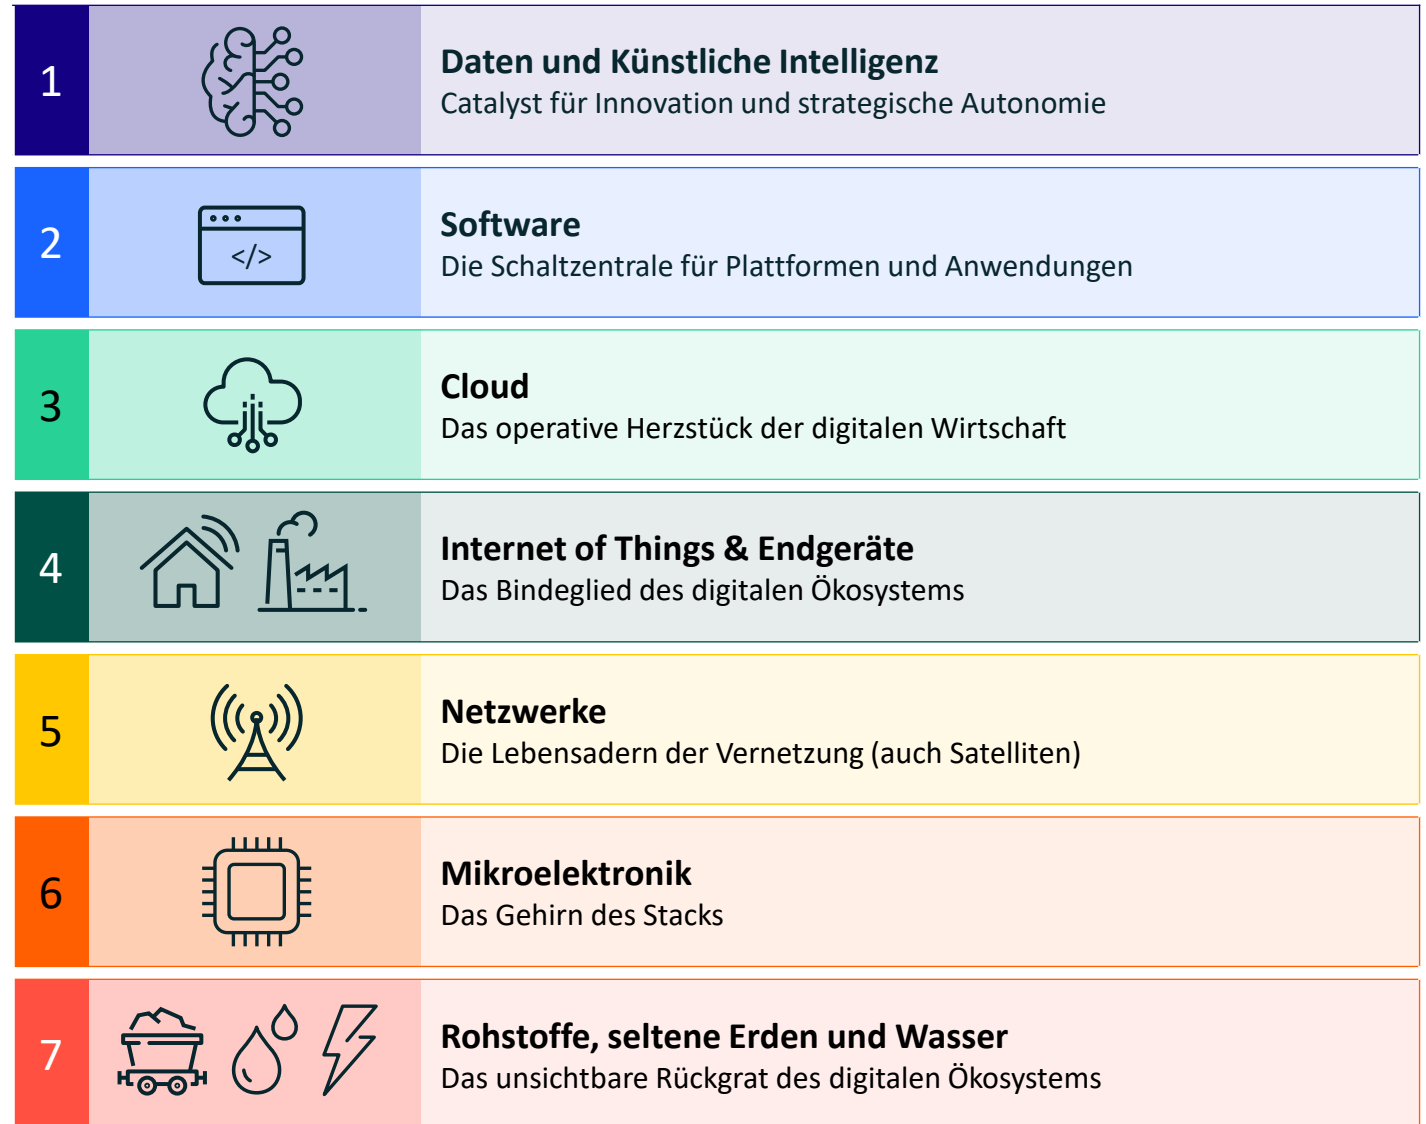 1
Daten und Künstliche Intelligenz
Catalyst für Innovation und strategische Autonomie
2
</>
Software
Die Schaltzentrale für Plattformen und Anwendungen
3
Cloud
Das operative Herzstück der digitalen Wirtschaft
4
Internet of Things & Endgeräte
Das Bindeglied des digitalen Ökosystems
5
Netzwerke
Die Lebensadern der Vernetzung (auch Satelliten)
6
Mikroelektronik
Das Gehirn des Stacks
7
Rohstoffe, seltene Erden und Wasser
Das unsichtbare Rückgrat des digitalen Ökosystems